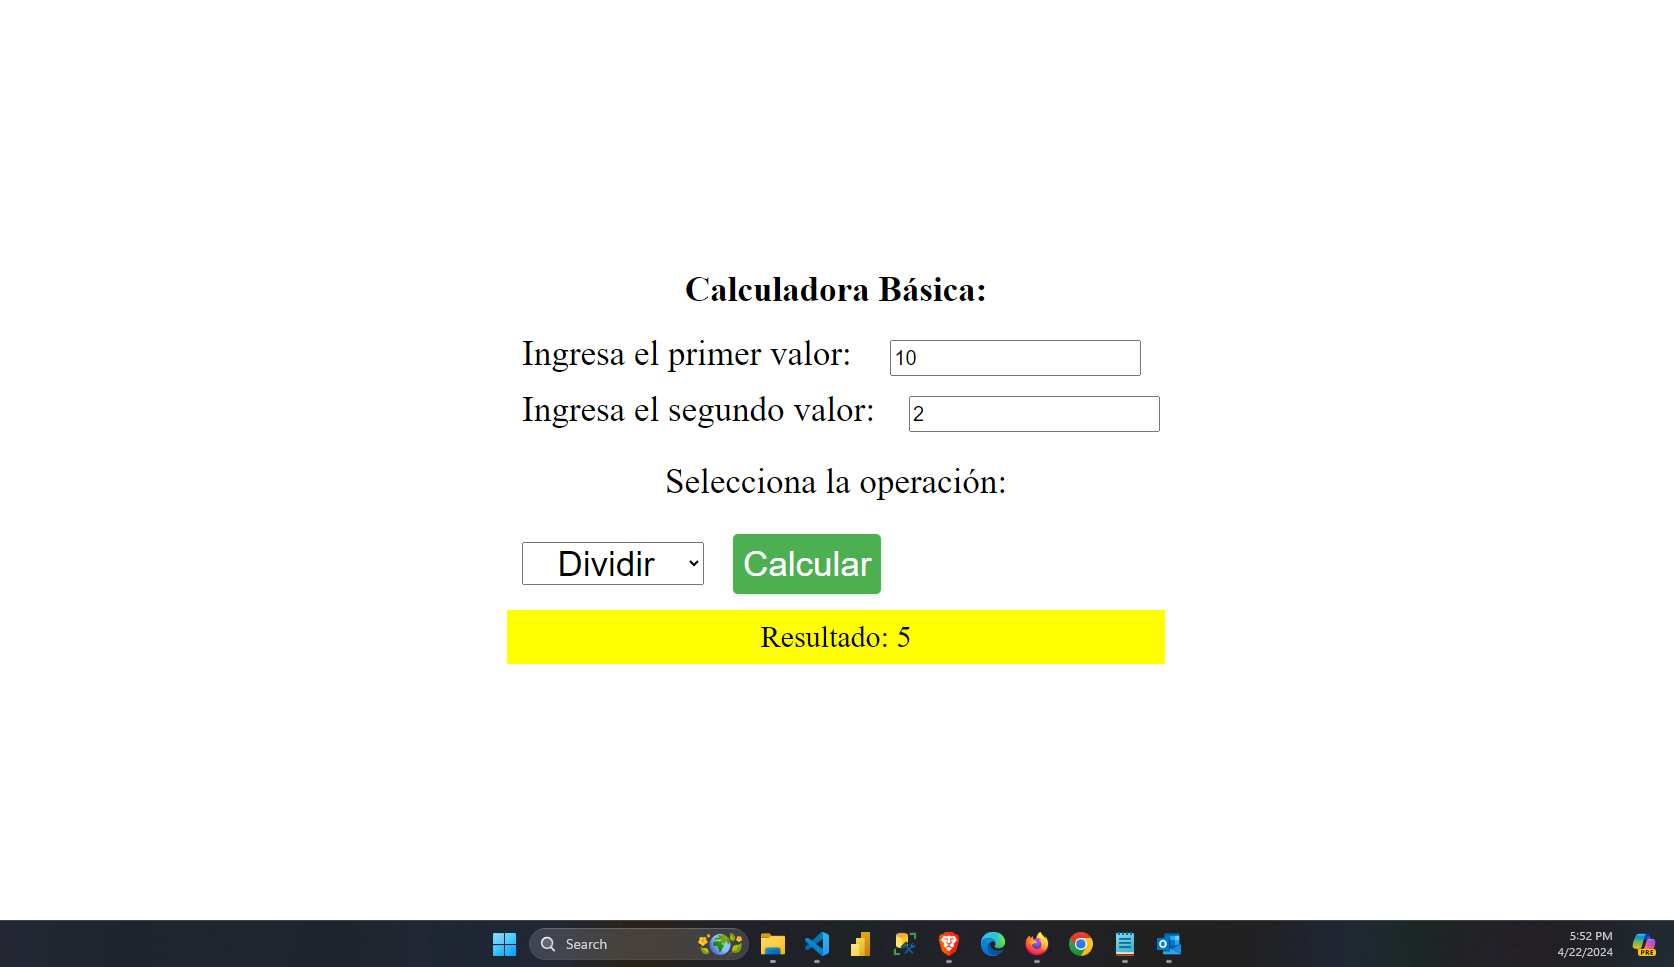 Calculadora Básica:
Ingresa el primer valor: 10
Ingresa el segundo valor: 2
Selecciona la operación:
Dividir Calcular
Resultado: 5
Search
5:52 PM
4/22/2024
PRE